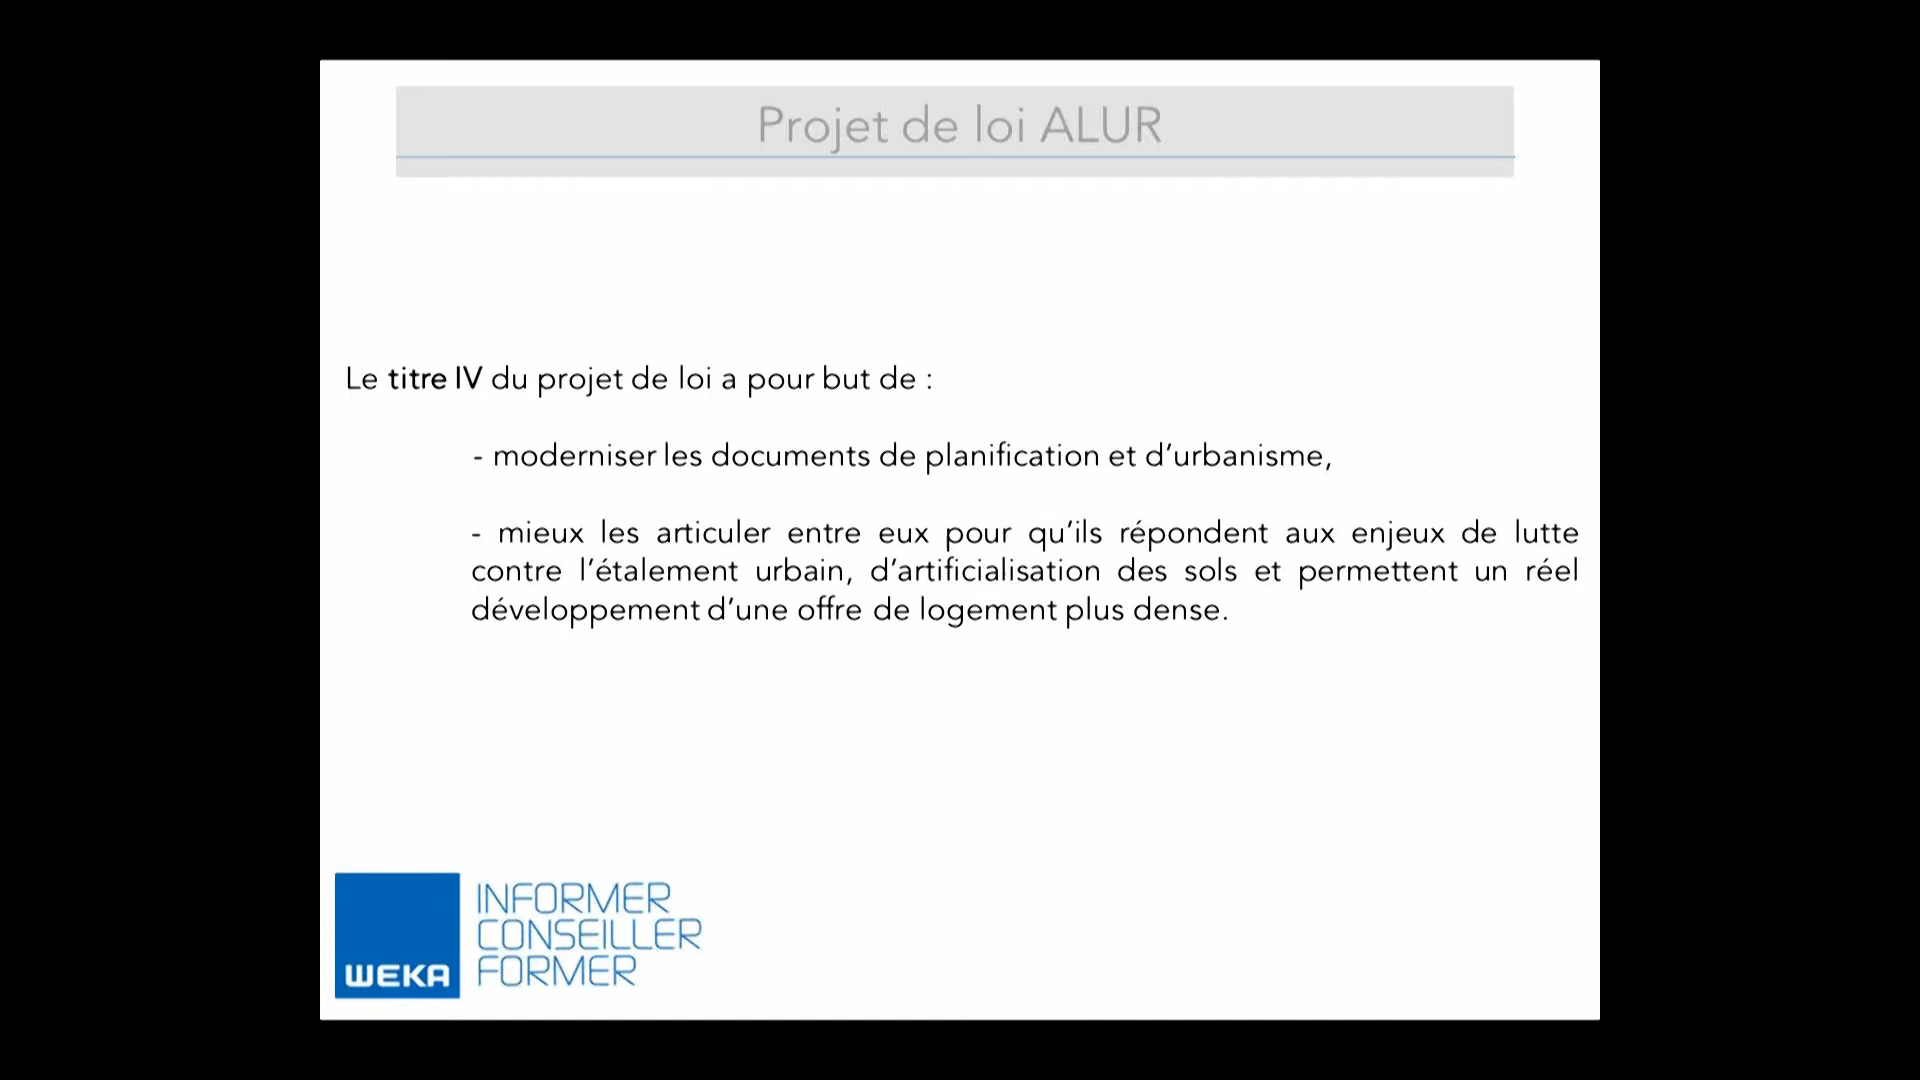 Projet de loi ALUR
Le titre IV du projet de loi a pour but de :
- moderniser les documents de planification et d’urbanisme,
- mieux les articuler entre eux pour qu’ils répondent aux enjeux de lutte
contre l’étalement urbain, d’artificialisation des sols et permettent un réel
développement d’une offre de logement plus dense.
WEKA
INFORMER
CONSEILLER
FORMER